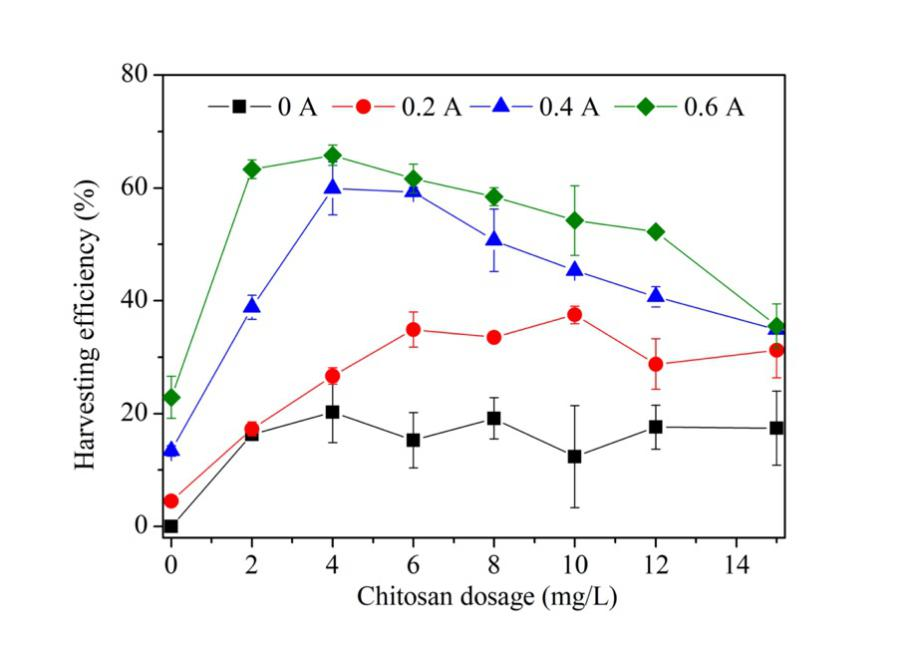 80
0 A 0.2 A 0.4 A 0.6 A
60
40
20
0
Harvesting efficiency (%)
0 2 4 6 8 10 12 14
Chitosan dosage (mg/L)